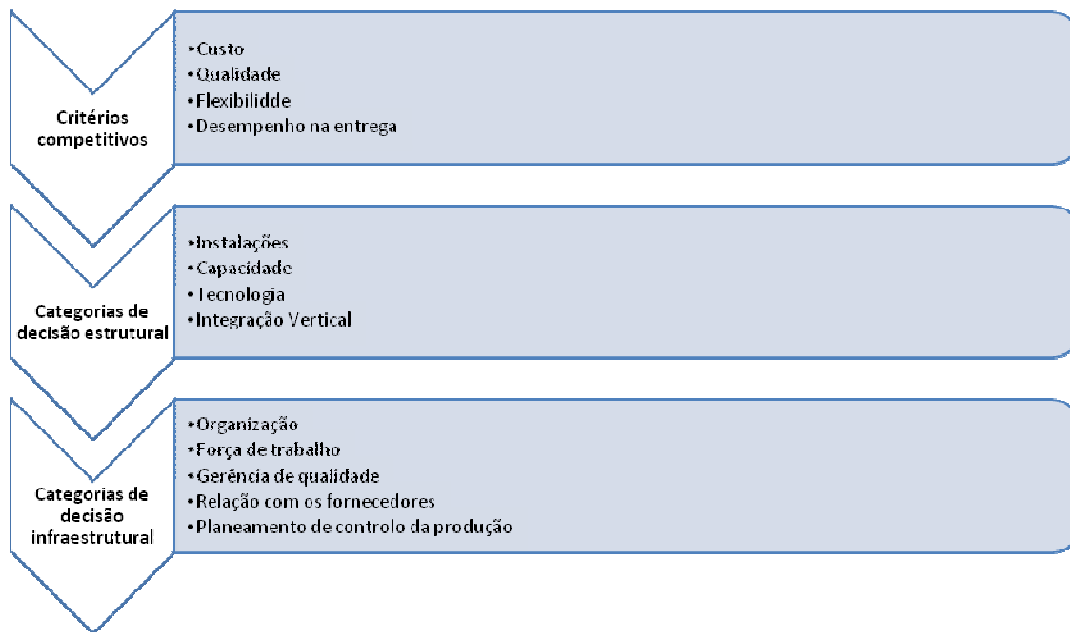 Critérios
competitivos
•Custo
•Qualidade
•Flexibilidde
•Desempenho na entrega
Categorias de
decisão estrutural
•Instalações
•Capacidade
•Tecnologia
•Integração Vertical
Categorias de
decisão
infraestrutural
•Organização
•Força de trabalho
•Gerência de qualidade
•Relação com os fornecedores
•Planeamento de controlo da produção